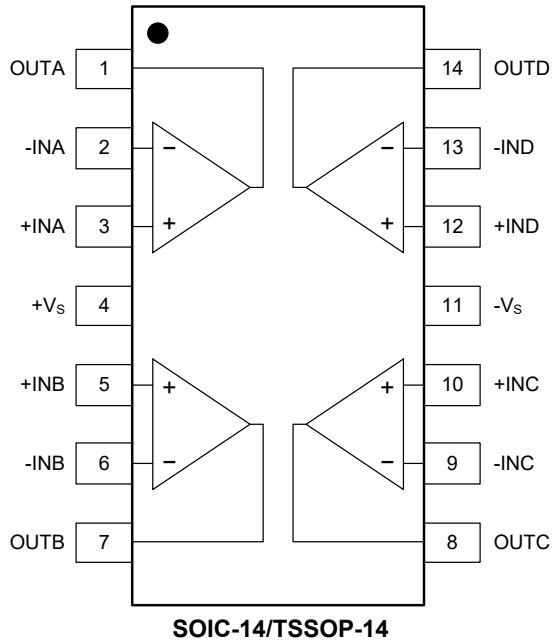 OUTA 1 14 OUTD
-INA 2 − − 13 -IND
+INA 3 + + 12 +IND
+VS 4 11 -VS
+INB 5 + + 10 +INC
-INB 6 − − 9 -INC
OUTB 7 8 OUTC
SOIC-14/TSSOP-14